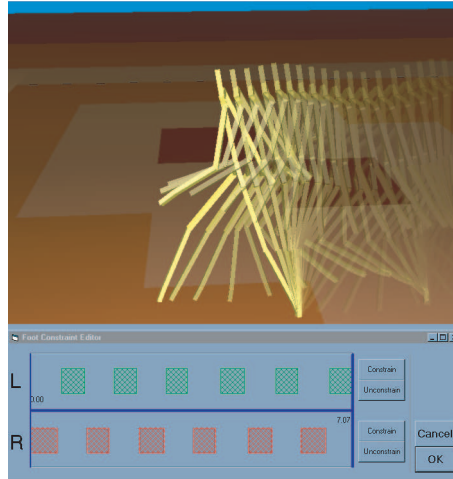 Foot Constraint Editor
L
0.00
Constrain
Unconstrain
7.07
R
Constrain
Unconstrain
Cancel
OK